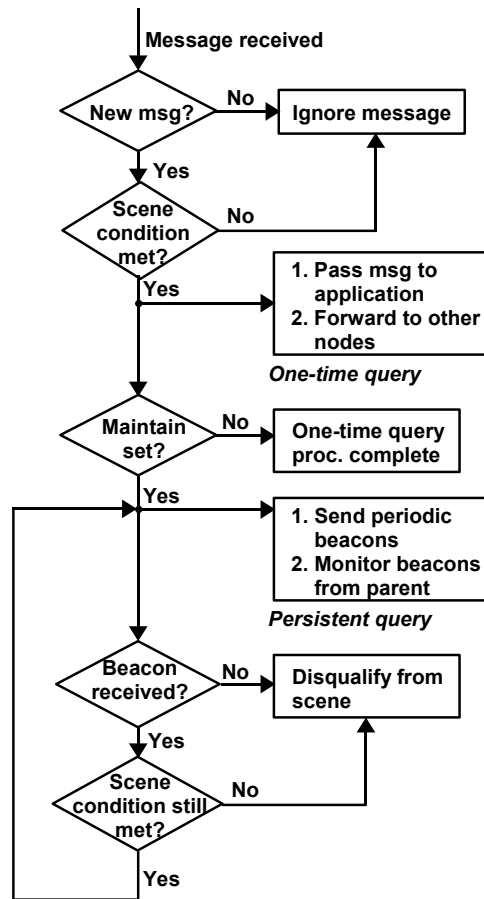 Message received
New msg?
No
Ignore message
Yes
Scene
condition
met?
No
Yes
1. Pass msg to
application
2. Forward to other
nodes
One-time query
Maintain
set?
No
One-time query
proc. complete
Yes
1. Send periodic
beacons
2. Monitor beacons
from parent
Persistent query
Beacon
received?
No
Disqualify from
scene
Yes
Scene
condition still
met?
No
Yes